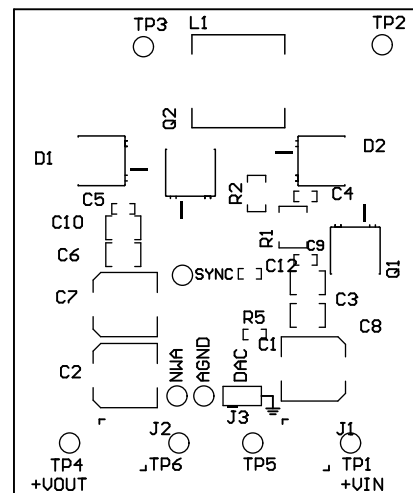 TP3
L1
TP2
Q2
D1
D2
R2
C4
C5
C10
R1
C9
C6
C12
SYNC
Q1
C7
C3
R5
C8
C1
C2
NWA
AGND
DAC
J3
J2
J1
TP4
TP6
TP5
TP1
+VOUT
+VIN